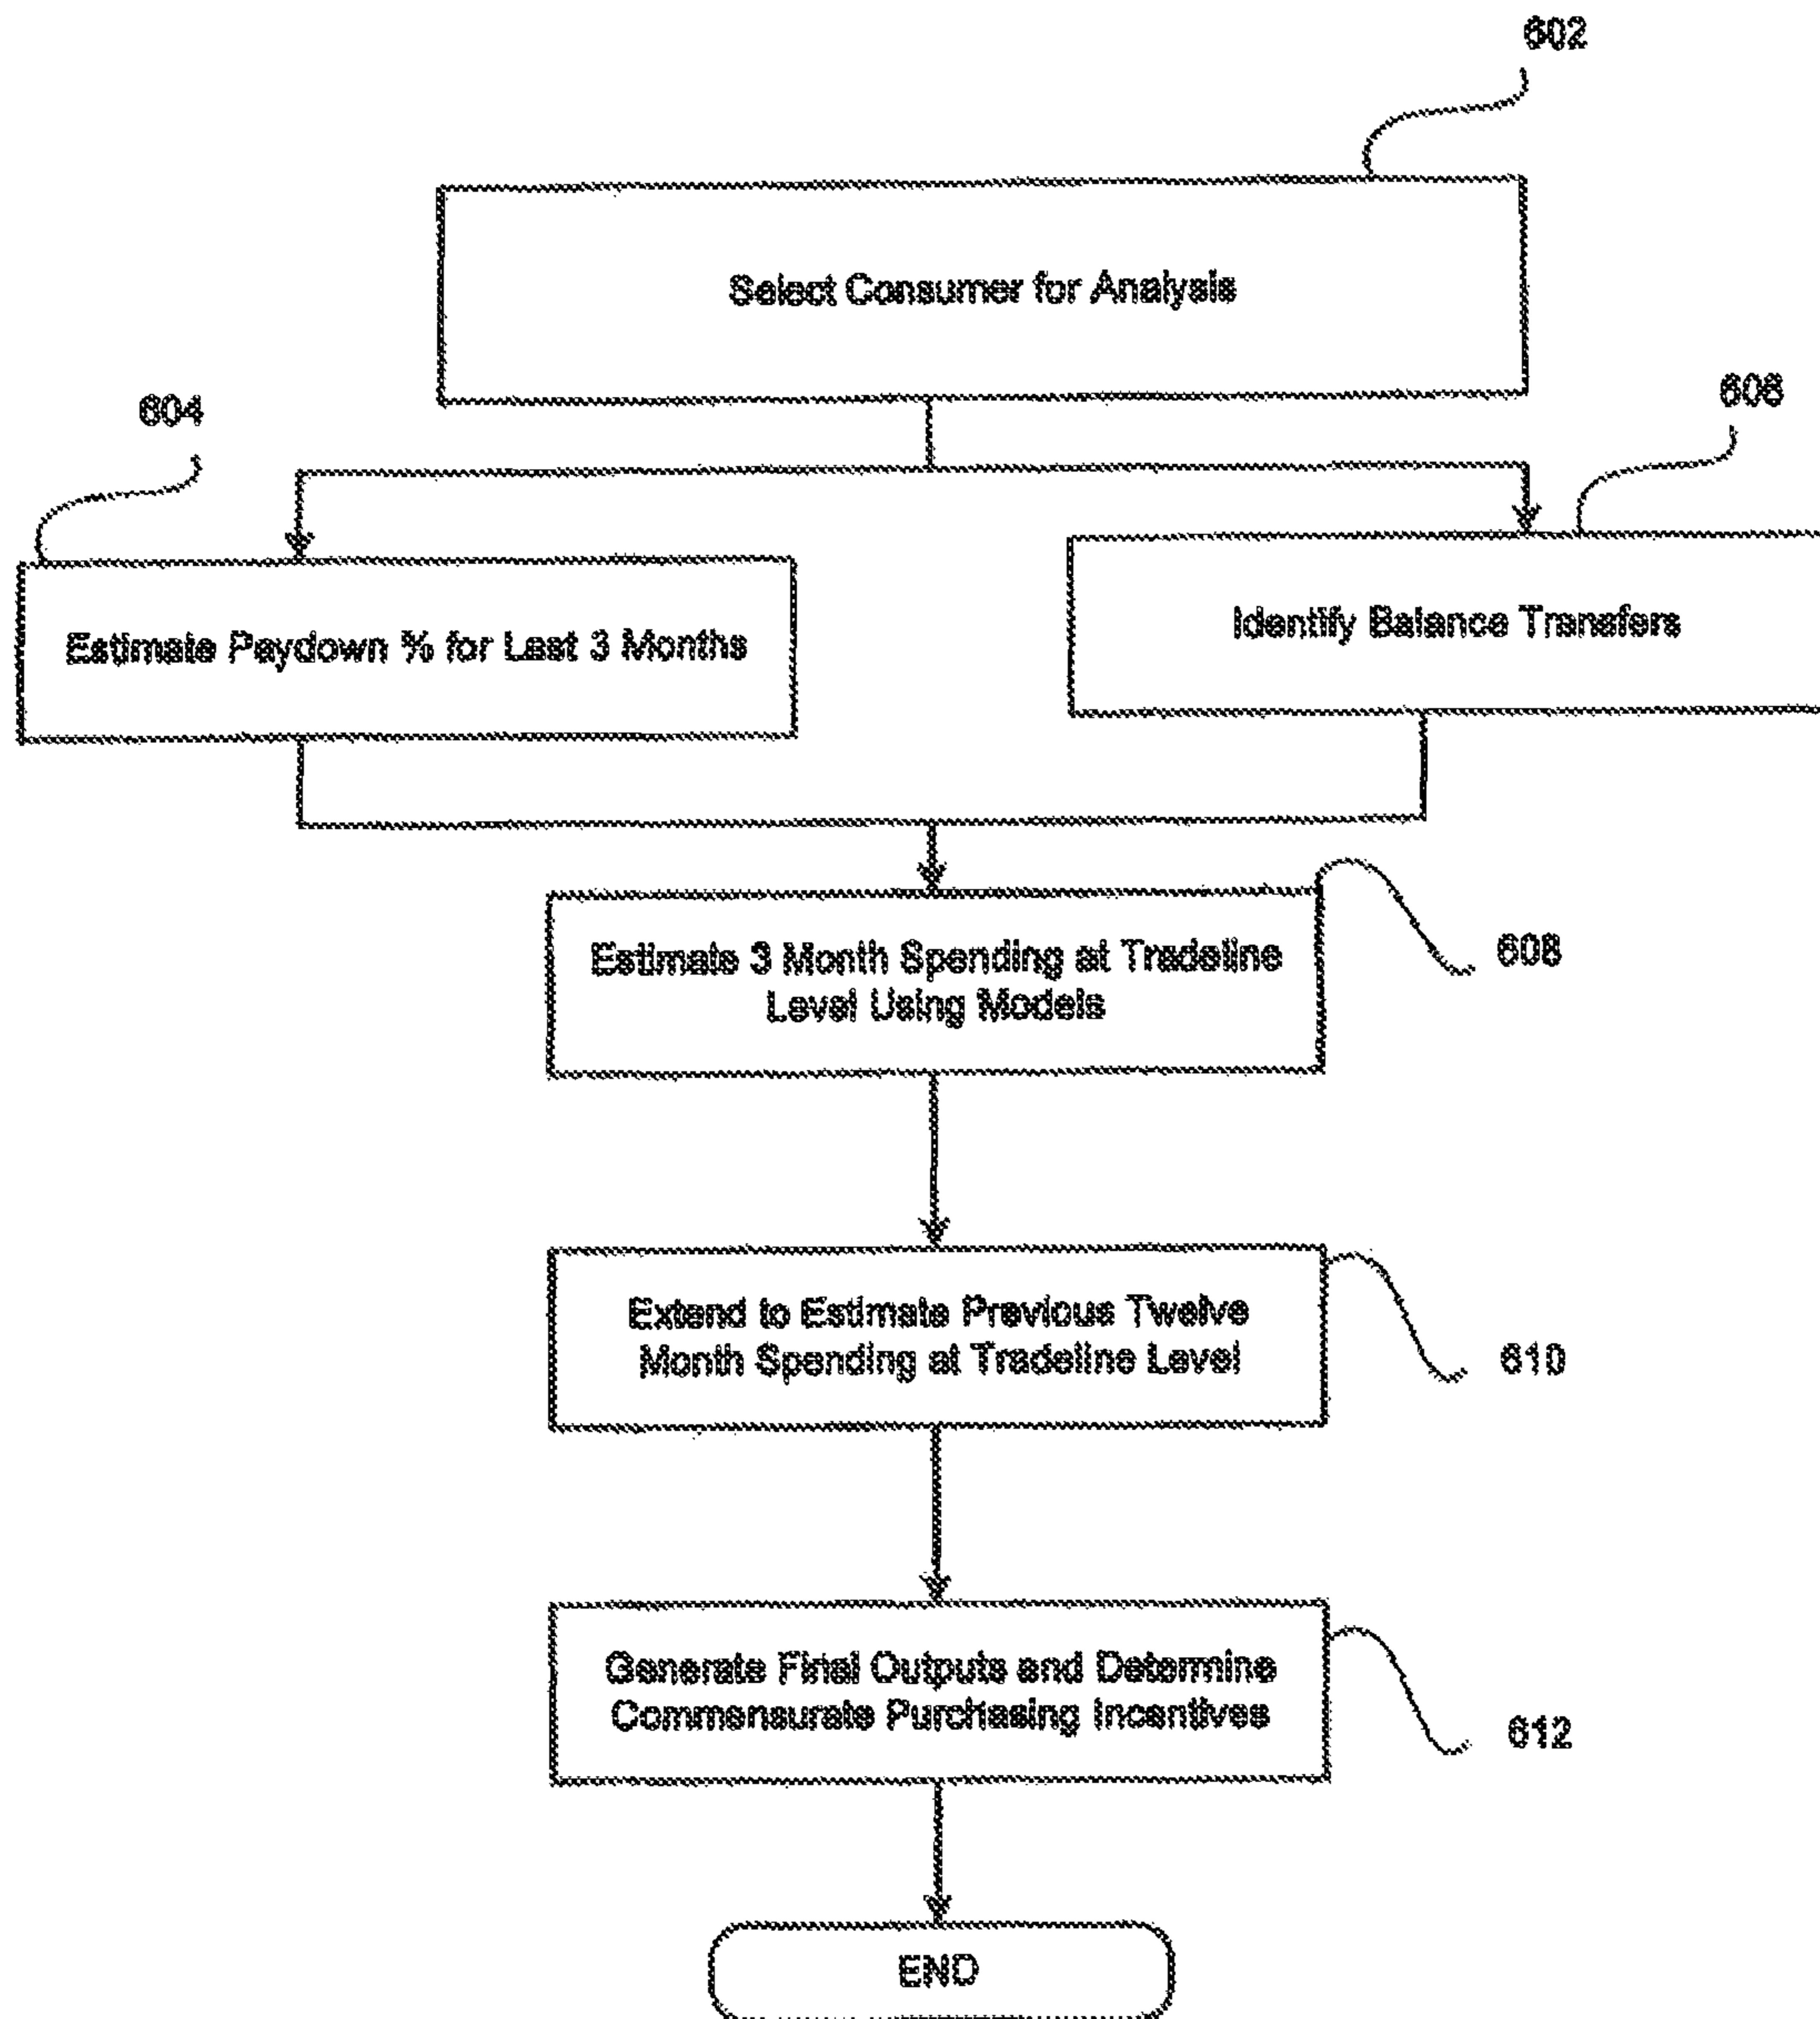 602
Select Consumer for Analysis
604
606
Estimate Paydown % for Last 3 Months
Identify Balance Transfers
Estimate 3 Month Spending at Tradeline
Level Using Models
608
Extend to Estimate Previous Twelve
Month Spending at Tradeline Level
610
Generate Final Outputs and Determine
Commensurate Purchasing Incentives
612
END